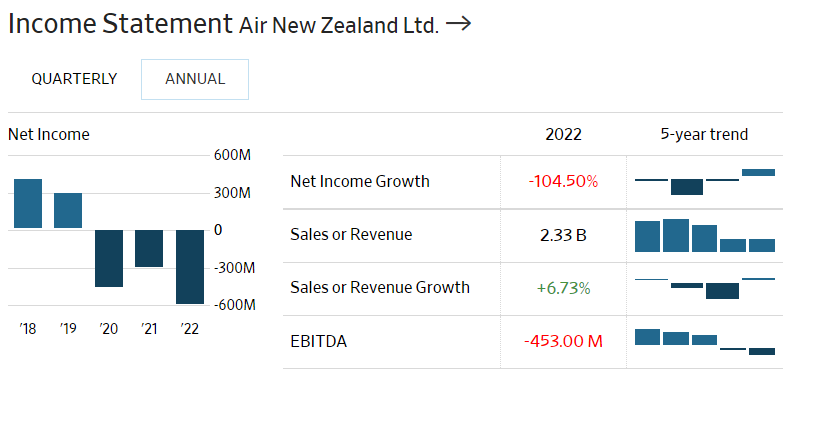 Income Statement Air New Zealand Ltd. →
QUARTERLY ANNUAL
Net Income
600M
300M
0
-300M
-600M
'18 '19 '20 '21 '22
2022 5-year trend
Net Income Growth -104.50%
Sales or Revenue 2.33 B
Sales or Revenue Growth +6.73%
EBITDA -453.00 M